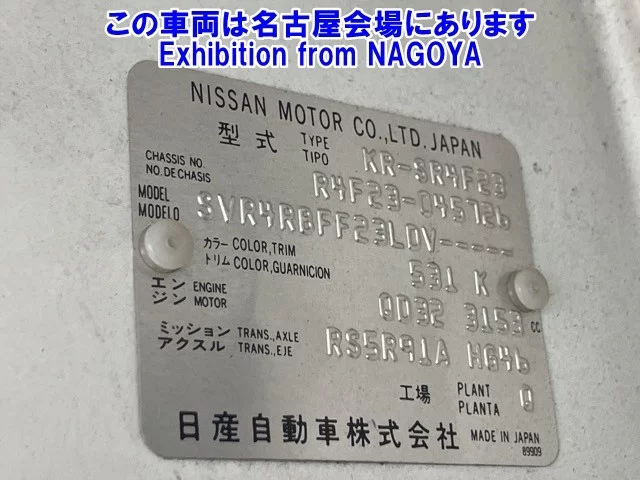 この車両は名古屋会場にあります
Exhibition from NAGOYA
NISSAN MOTOR CO.,LTD.JAPAN
型式 TYPE TIPO KR-SR4F23
CHASSIS NO. NO.DE CHASIS R4F23-045726
MODEL MODELO SVR4RBFF23LDV-----
カラー COLOR,TRIM
トリム COLOR,GUARNICION 531 K
エンジン ENGINE MOTOR QD32 3153 CC
ミッション TRANS.,AXLE
アクスル TRANS.,EJE RS5R91A HG46
工場 PLANT PLANTA 0
日産自動車株式会社 MADE IN JAPAN
89909